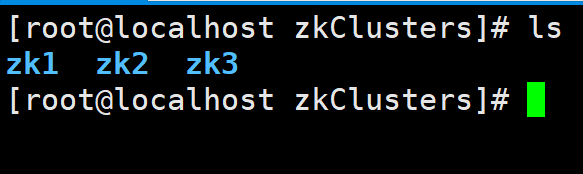 [root@localhost zkClusters]# ls
zk1  zk2  zk3
[root@localhost zkClusters]#